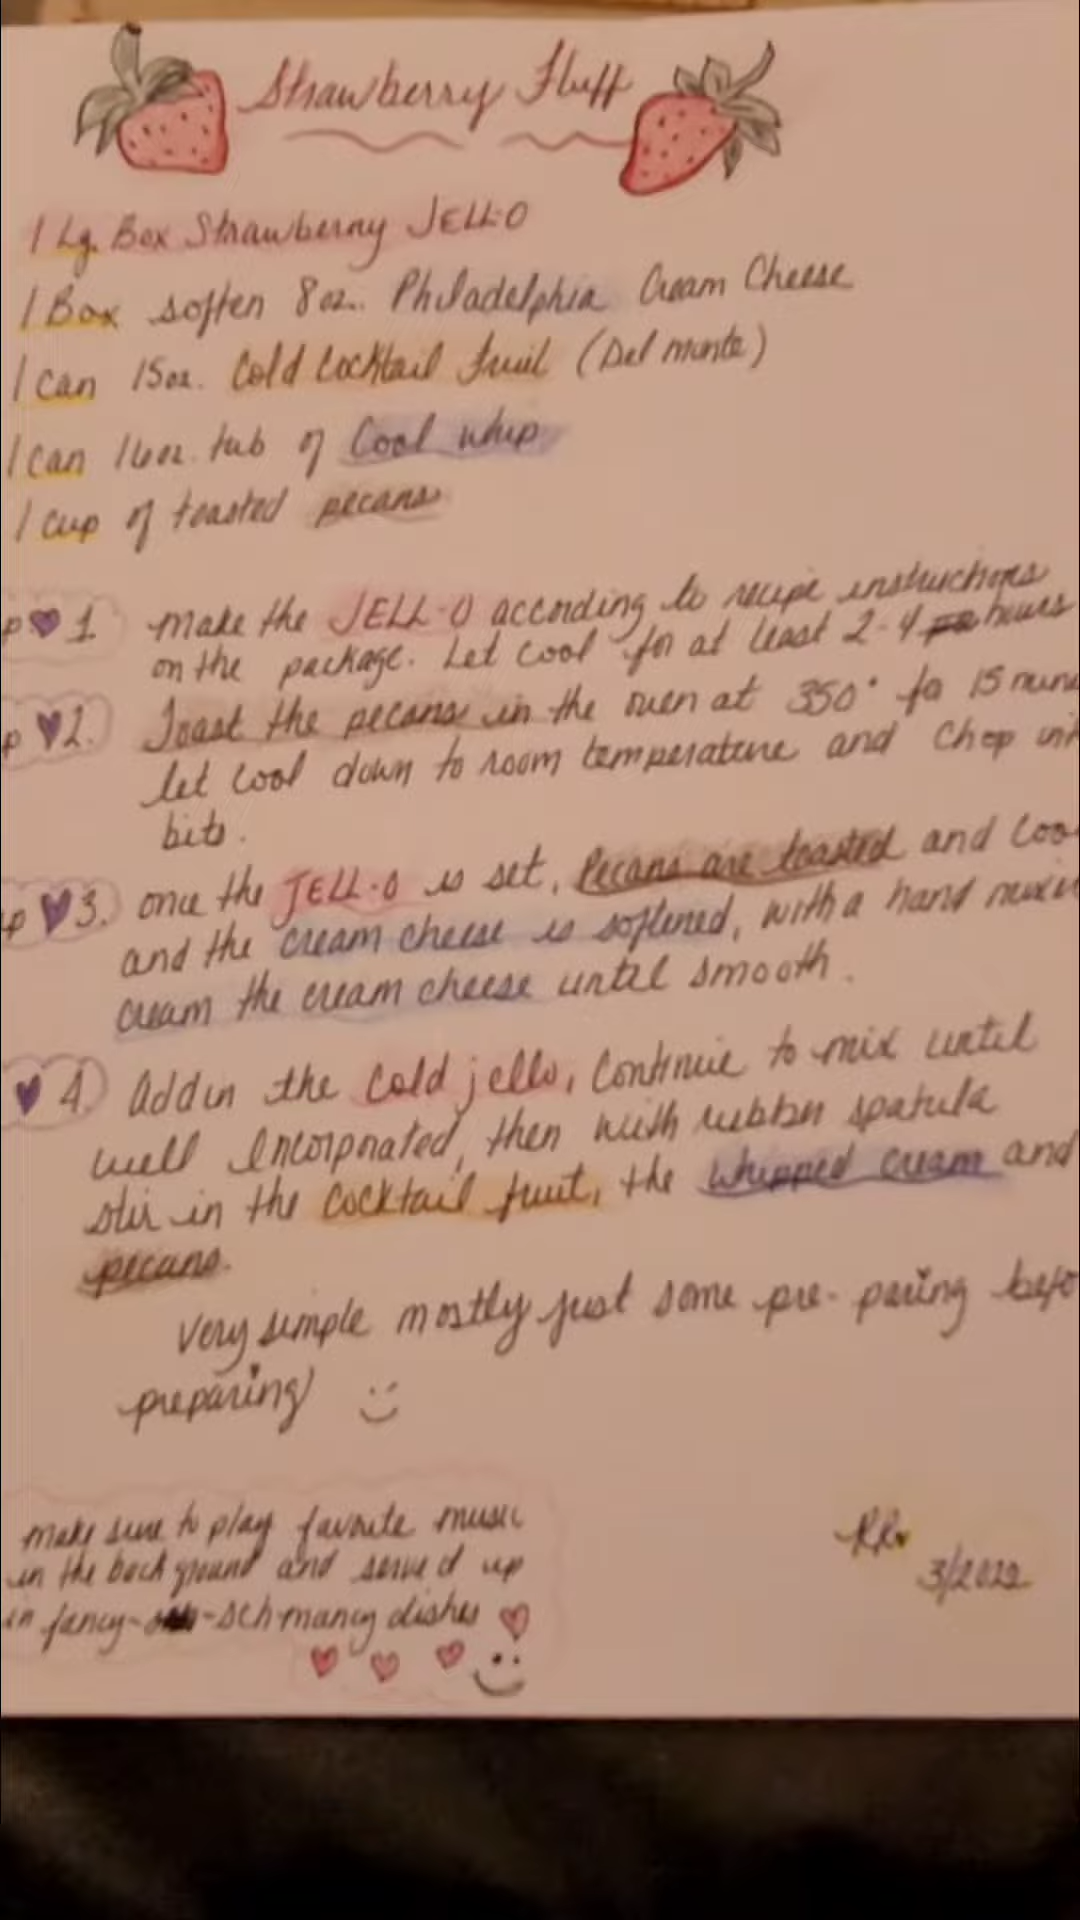 Strawberry Fluff
1 Lg. Box Strawberry JELL-O
1 Box soften 8oz. Philadelphia Cream Cheese
1 Can 15oz. Cold Cocktail Fruit (Del monte)
1 Can 16oz. tub of Cool whip
1 cup of toasted pecans
p 1. make the JELL-O according to recipe instructions
on the package. Let cool for at least 2-4 hours
p 2. Toast the pecans in the oven at 350° for 15
let cool down to room temperature and Chop
bits.
p 3. once the JELL-O is set, Pecans are toasted and
and the cream cheese is softened, with a hand
cream the cream cheese until smooth.
4. Add in the Cold jello, Continue to mix until
well Incorporated, then with rubber spatula
stir in the Cocktail fruit, the whipped cream and
pecans.
Very simple mostly just some pre-paring befo
preparing
make sure to play favorite music
in the back ground and serve d up
in fancy-sch-mancy dishes
RR
3/2022